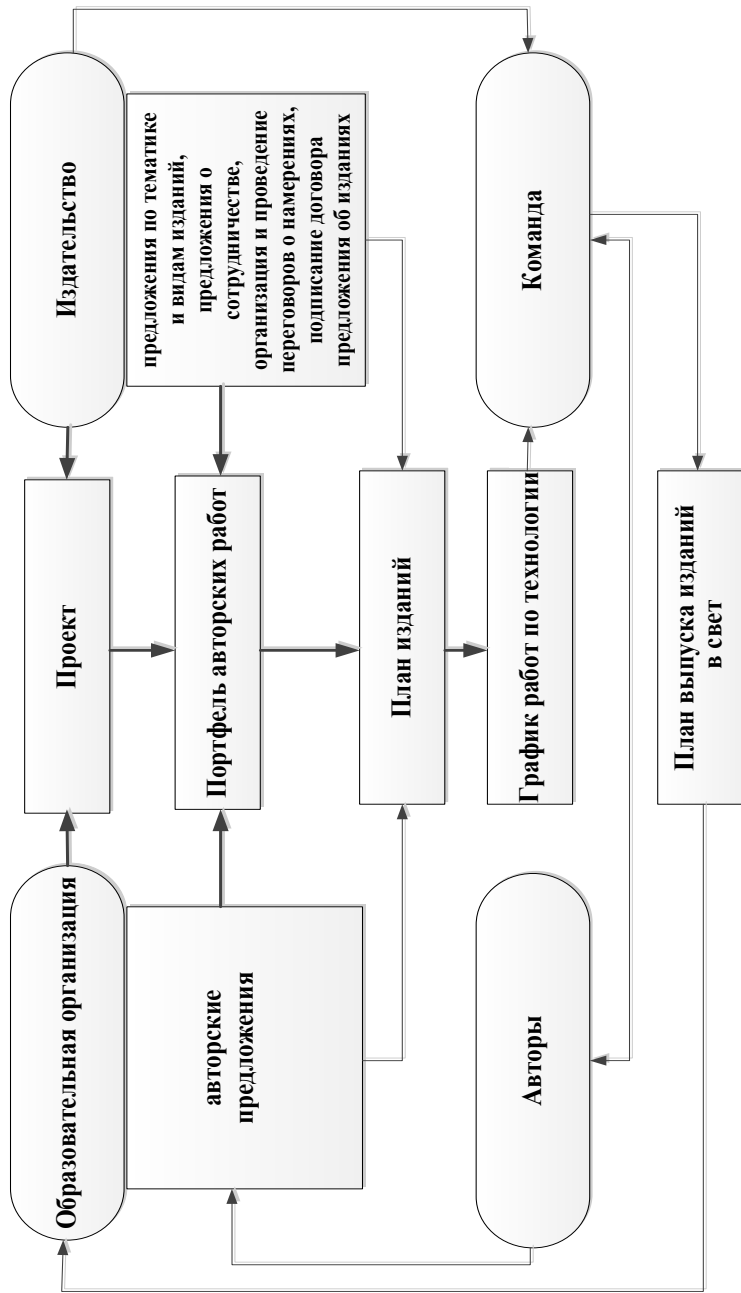 Образовательная организация
Проект
Издательство
авторские
предложения
Портфель авторских работ
предложения по тематике
и видам изданий,
предложения о
сотрудничестве,
организация и проведение
переговоров о намерениях,
подписание договора
предложения об изданиях
План изданий
Авторы
График работ по технологии
Команда
План выпуска изданий
в свет